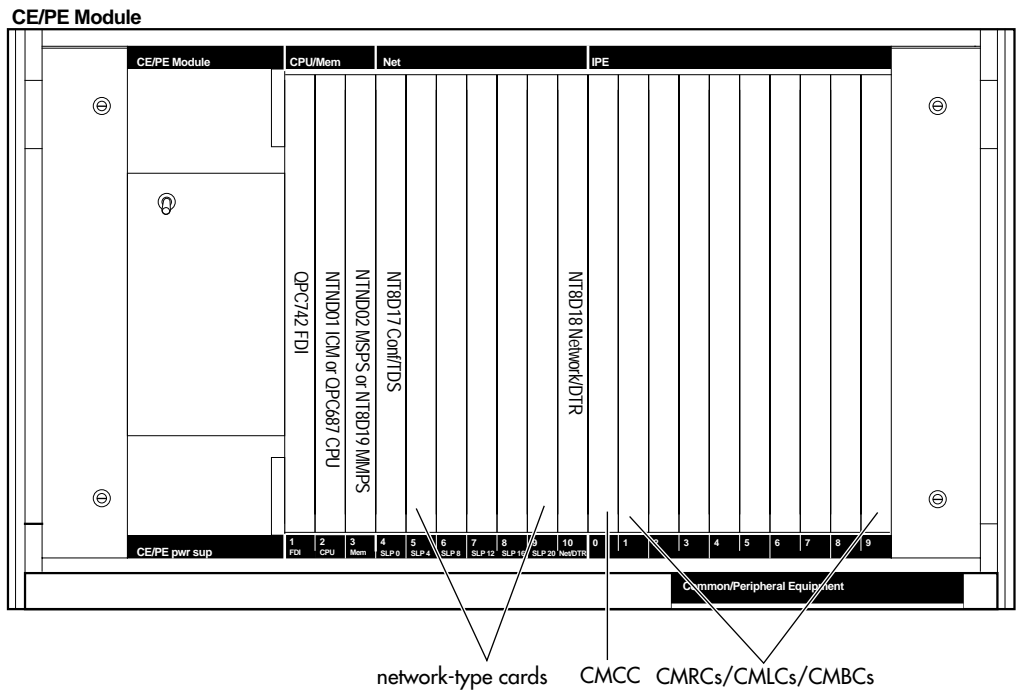 CE/PE Module
CE/PE Module
CPU/Mem
Net
IPE
QPC742 FDI
NTND01 ICM or QPC687 CPU
NTND02 MSPS or NT8D19 MMPS
NT8D17 Conf/TDS
NT8D18 Network/DTR
CE/PE pwr sup
1 2 3 4 5 6 7 8 9 10 0 1 2 3 4 5 6 7 8 9
FDI CPU Mem SLP 0 SLP 4 SLP 8 SLP 12 SLP 16 SLP 20 Net/DTR
Common/Peripheral Equipment
network-type cards CMCC CMRCs/CMLCs/CMBCs